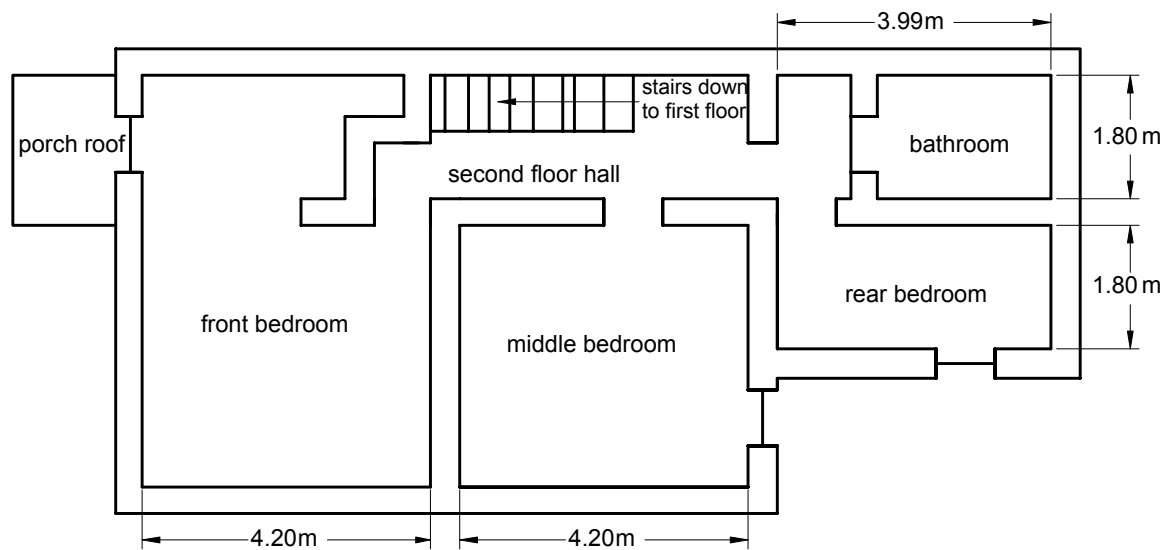 3.99m
stairs down
to first floor
porch roof
bathroom
1.80 m
second floor hall
1.80 m
rear bedroom
front bedroom
middle bedroom
4.20m
4.20m